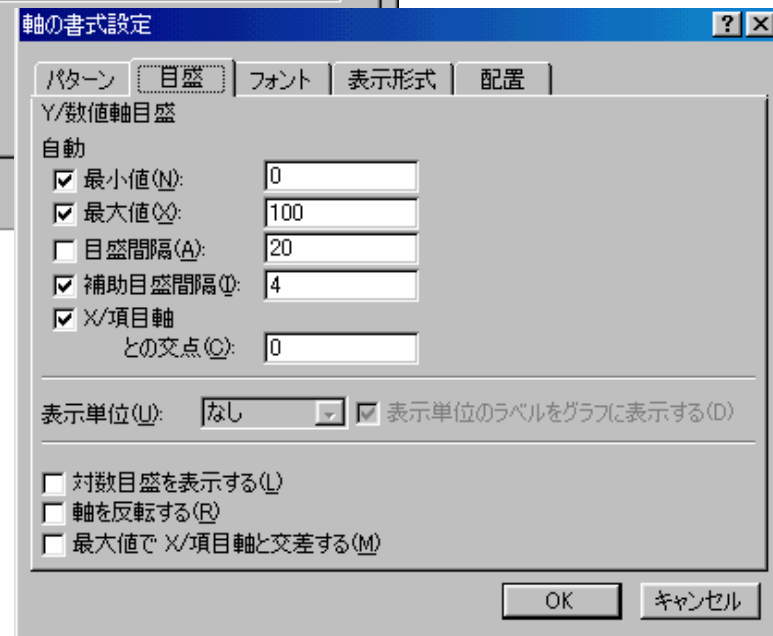 軸の書式設定
パターン 目盛 フォント 表示形式 配置
Y/数値軸目盛
自動
最小値(N): 0
最大値(X): 100
目盛間隔(A): 20
補助目盛間隔(I): 4
X/項目軸
との交点(C): 0
表示単位(U): なし 表示単位のラベルをグラフに表示する(D)
対数目盛を表示する(L)
軸を反転する(R)
最大値で X/項目軸と交差する(M)
OK キャンセル